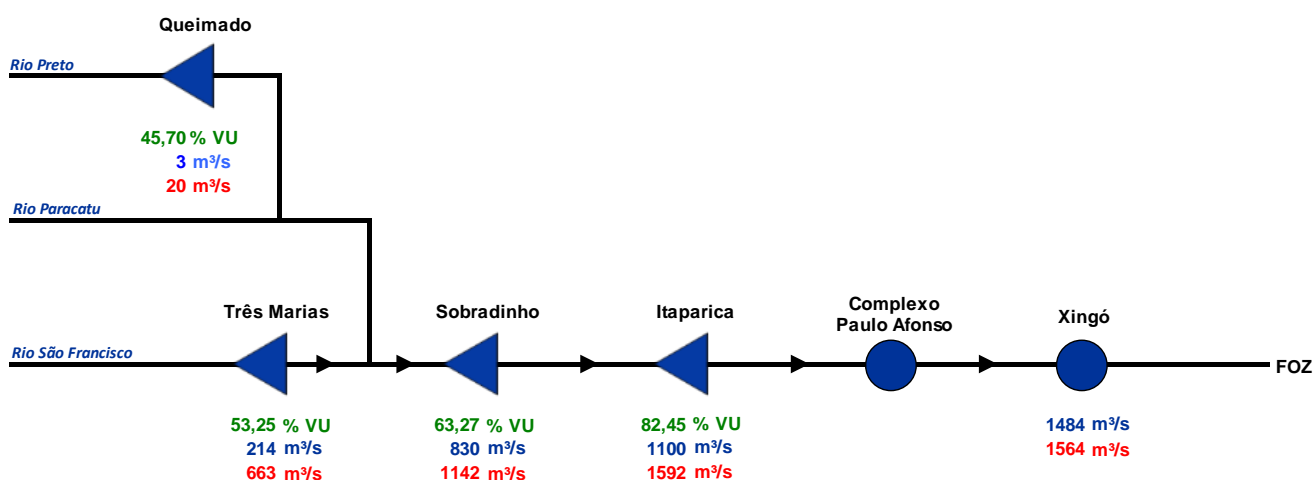 Queimado
Rio Preto
45,70 % VU
3 m³/s
20 m³/s
Rio Paracatu
Três Marias
Sobradinho
Itaparica
Complexo
Paulo Afonso
Xingó
Rio São Francisco
FOZ
53,25 % VU
214 m³/s
663 m³/s
63,27 % VU
830 m³/s
1142 m³/s
82,45 % VU
1100 m³/s
1592 m³/s
1484 m³/s
1564 m³/s